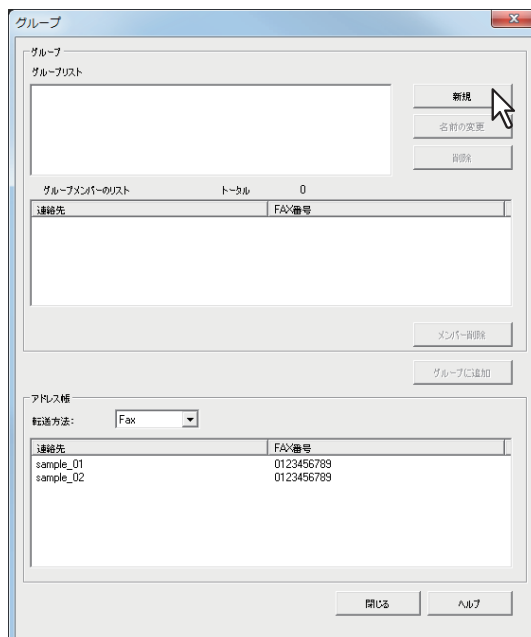 グループ
グループ
グループリスト
新規
名前の変更
削除
グループメンバーのリスト トータル 0
連絡先 FAX番号
メンバー削除
グループに追加
アドレス帳
転送方法: Fax
連絡先 FAX番号
sample_01 0123456789
sample_02 0123456789
閉じる ヘルプ